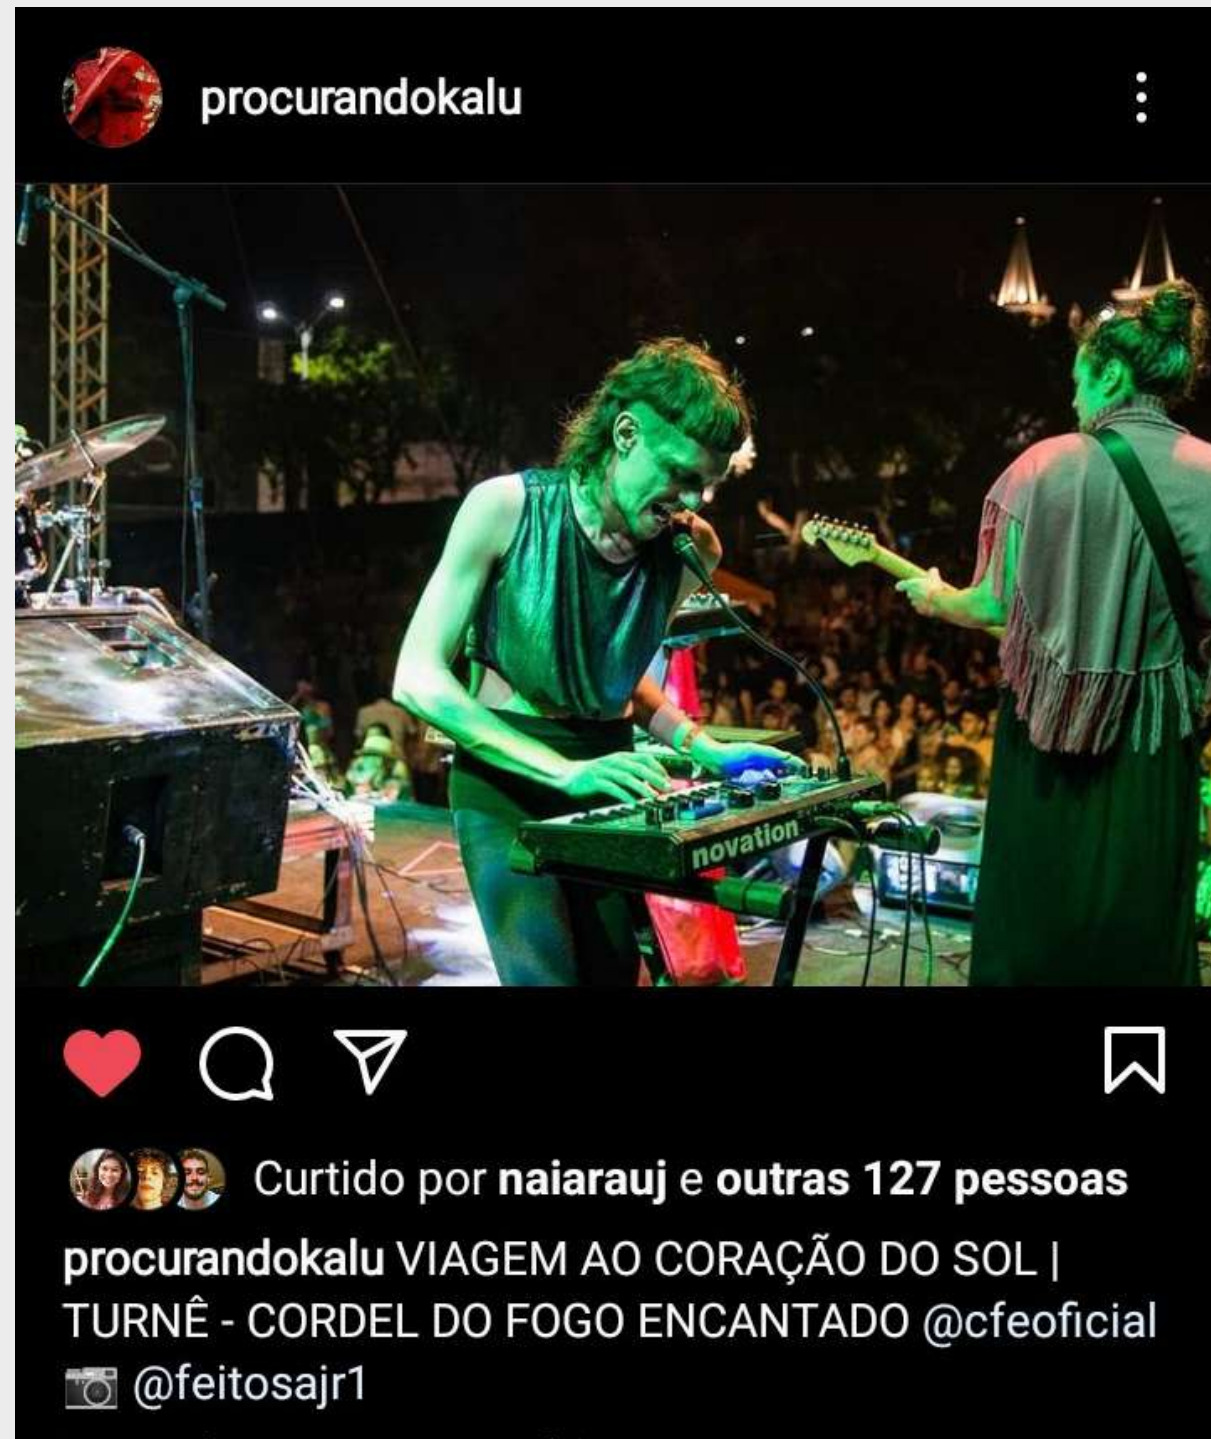 procurandokalu
novation
Curtido por naiarauj e outras 127 pessoas
procurandokalu VIAGEM AO CORAÇÃO DO SOL |
TURNÊ - CORDEL DO FOGO ENCANTADO @cfeoficial
📷 @feitosajr1